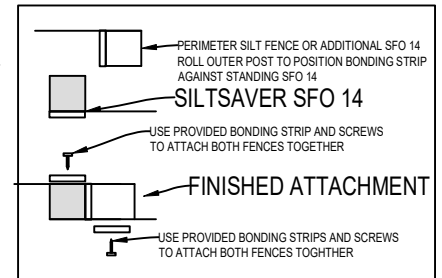 PERIMETER SILT FENCE OR ADDITIONAL SFO 14
ROLL OUTER POST TO POSITION BONDING STRIP
AGAINST STANDING SFO 14
SILTSAVER SFO 14
USE PROVIDED BONDING STRIP AND SCREWS
TO ATTACH BOTH FENCES TOGETHER
FINISHED ATTACHMENT
USE PROVIDED BONDING STRIPS AND SCREWS
TO ATTACH BOTH FENCES TOGHTHER